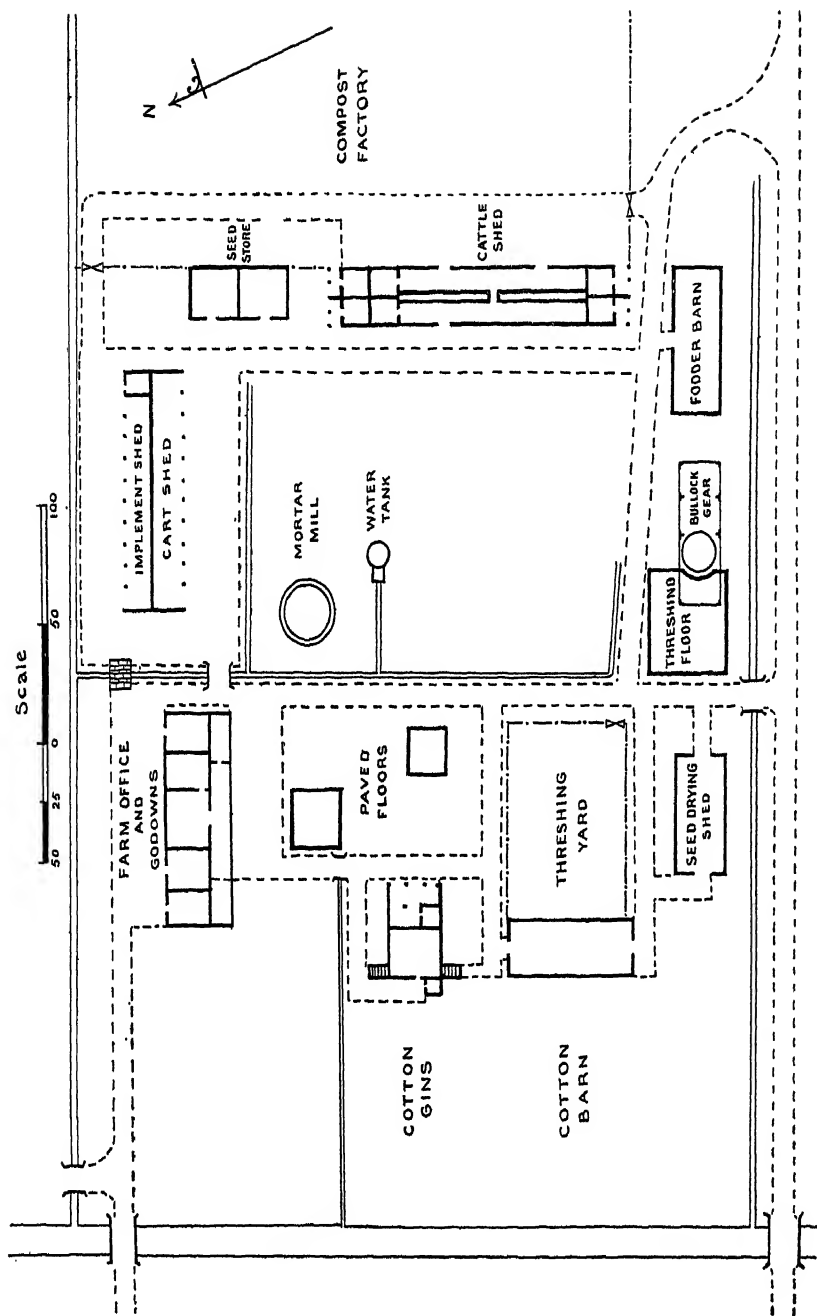 Scale
50 25 0 50 100
N
COMPOST
FACTORY
SEED
STORE
CATTLE
SHED
IMPLEMENT SHED
CART SHED
MORTAR
MILL
WATER
TANK
FODDER BARN
BULLOCK
GEAR
THRESHING
FLOOR
FARM OFFICE
AND
GODOWNS
PAVED
FLOORS
THRESHING
YARD
SEED DRYING
SHED
COTTON
GINS
COTTON
BARN